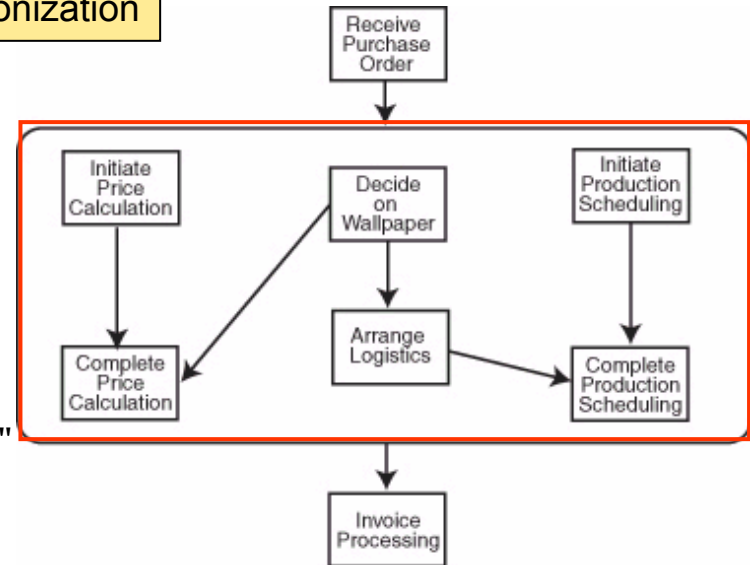 Receive
Purchase
Order
Initiate
Price
Calculation
Decide
on
Wallpaper
Initiate
Production
Scheduling
Arrange
Logistics
Complete
Price
Calculation
Complete
Production
Scheduling
"
Invoice
Processing